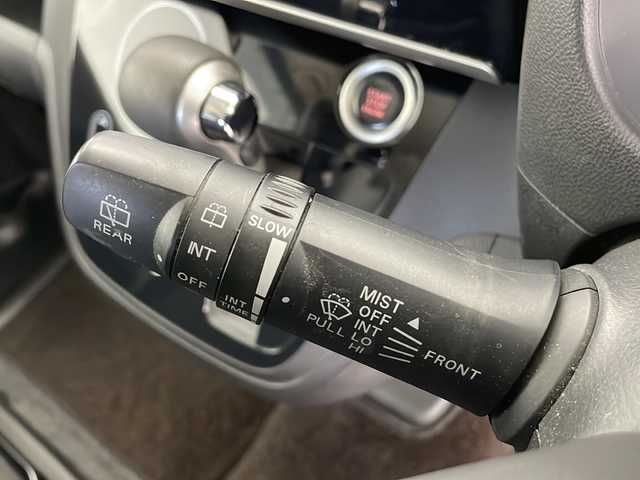 REAR
INT
OFF
SLOW
INT
TIME
MIST
OFF
INT
PULL LO
HI
FRONT